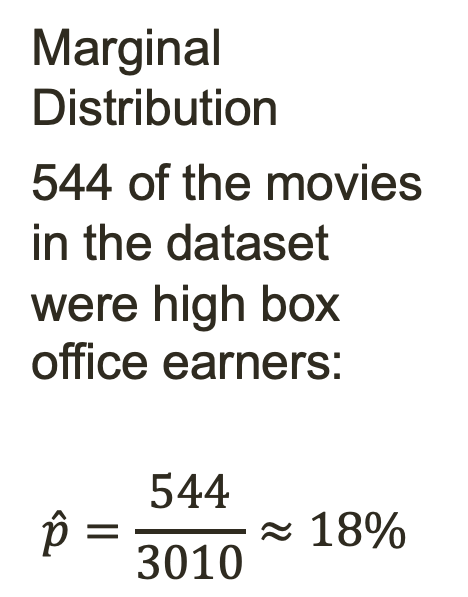 Marginal
Distribution
544 of the movies
in the dataset
were high box
office earners:
p̂ = 544/3010 ≈ 18%